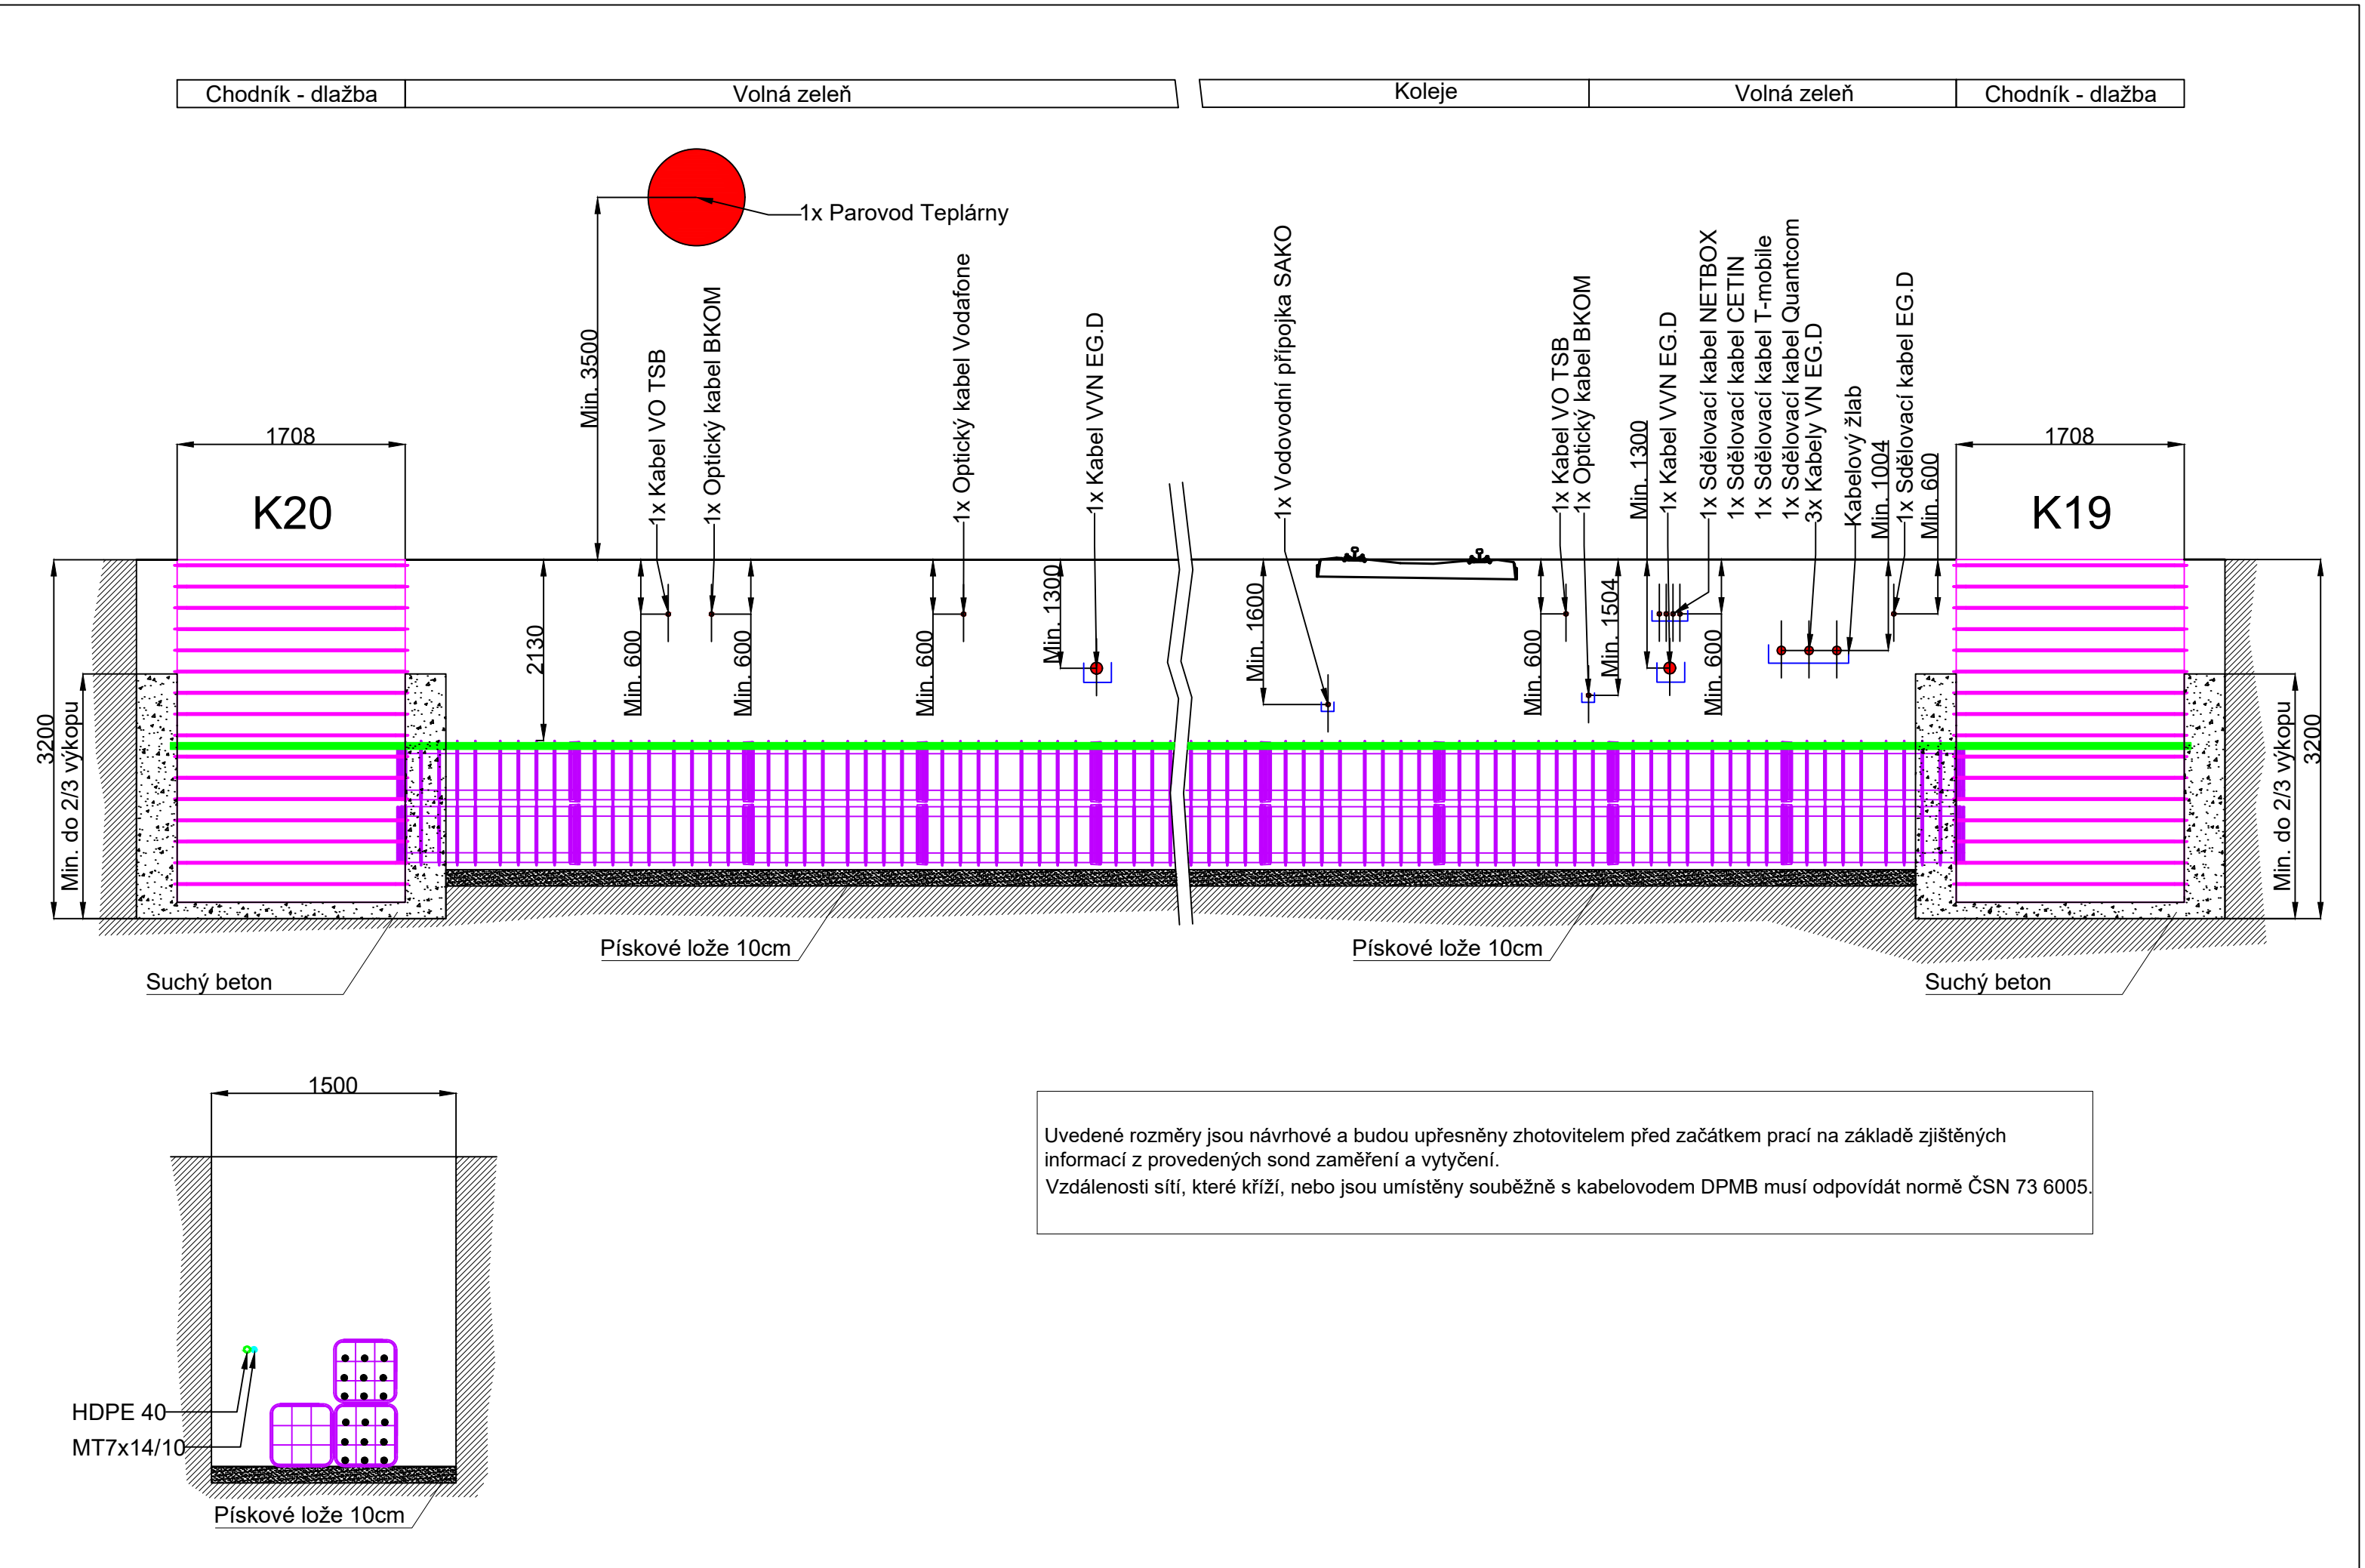 Chodník - dlažba
Volná zeleň
Koleje
Volná zeleň
Chodník - dlažba
1x Parovod Teplárny
Min. 3500
1x Kabel VO TSB
1x Optický kabel BKOM
1x Optický kabel Vodafone
1x Kabel VVN EG.D
1x Vodovodní přípojka SAKO
1x Kabel VO TSB
1x Optický kabel BKOM
Min. 1300
1x Kabel VVN EG.D
1x Sdělovací kabel NETBOX
1x Sdělovací kabel CETIN
1x Sdělovací kabel T-mobile
1x Sdělovací kabel Quantcom
3x Kabely VN EG.D
Kabelový žlab
Min. 1004
1x Sdělovací kabel EG.D
Min. 600
1708
K20
1708
K19
3200
Min. do 2/3 výkopu
2130
Min. 600
Min. 600
Min. 600
Min. 1300
Min. 1600
Min. 600
Min. 1504
Min. 600
Min. do 2/3 výkopu
3200
Pískové lože 10cm
Pískové lože 10cm
Suchý beton
Suchý beton
1500
HDPE 40
MT7x14/10
Pískové lože 10cm
Uvedené rozměry jsou návrhové a budou upřesněny zhotovitelem před začátkem prací na základě zjištěných
informací z provedených sond zaměření a vytyčení.
Vzdálenosti sítí, které kříží, nebo jsou umístěny souběžně s kabelovodem DPMB musí odpovídát normě ČSN 73 6005.